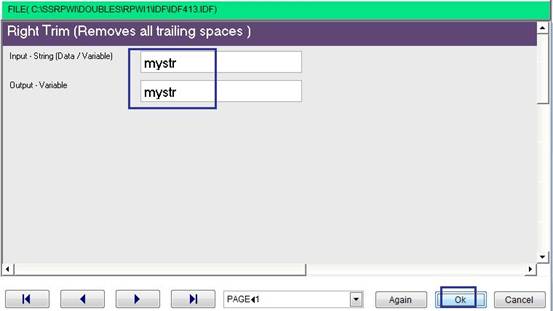 FILE( C:\SSRPWI\DOUBLES\RPWI1\IDF\IDF413.IDF)
Right Trim (Removes all trailing spaces )
Input - String (Data / Variable)
mystr
Output - Variable
mystr
PAGE 1
Again
Ok
Cancel